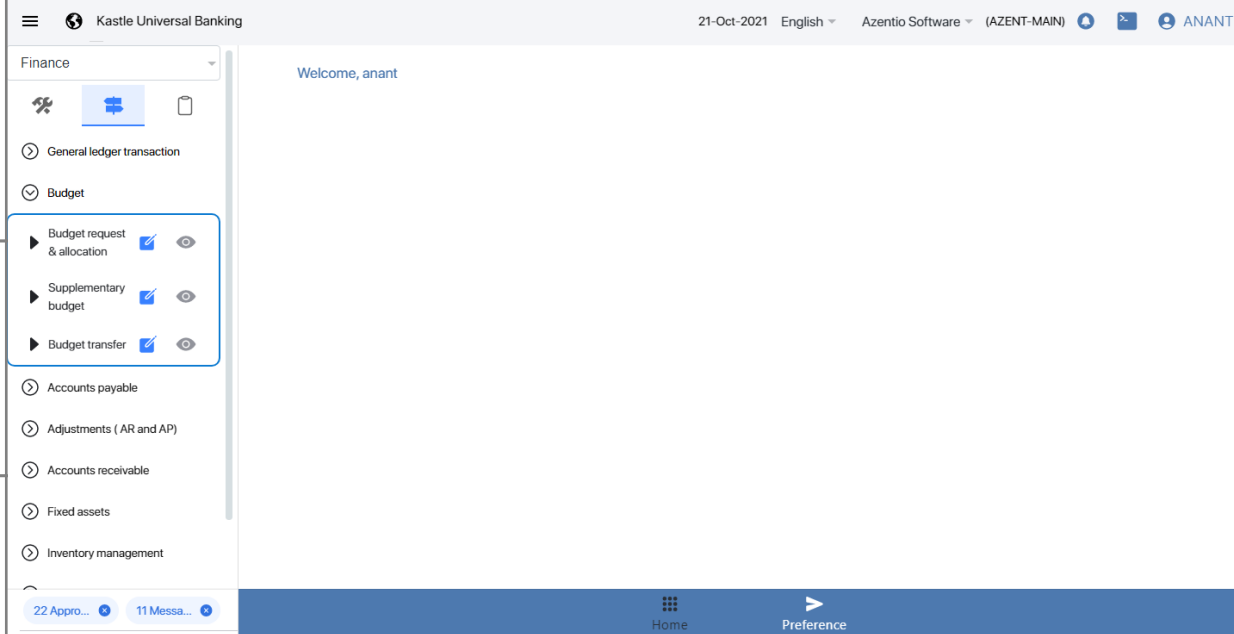 Kastle Universal Banking
21-Oct-2021 English Azentio Software (AZENT-MAIN) ANANT
Finance
Welcome, anant
General ledger transaction
Budget
Budget request
& allocation
Supplementary
budget
Budget transfer
Accounts payable
Adjustments ( AR and AP)
Accounts receivable
Fixed assets
Inventory management
22 Appro... 11 Messa...
Home
Preference